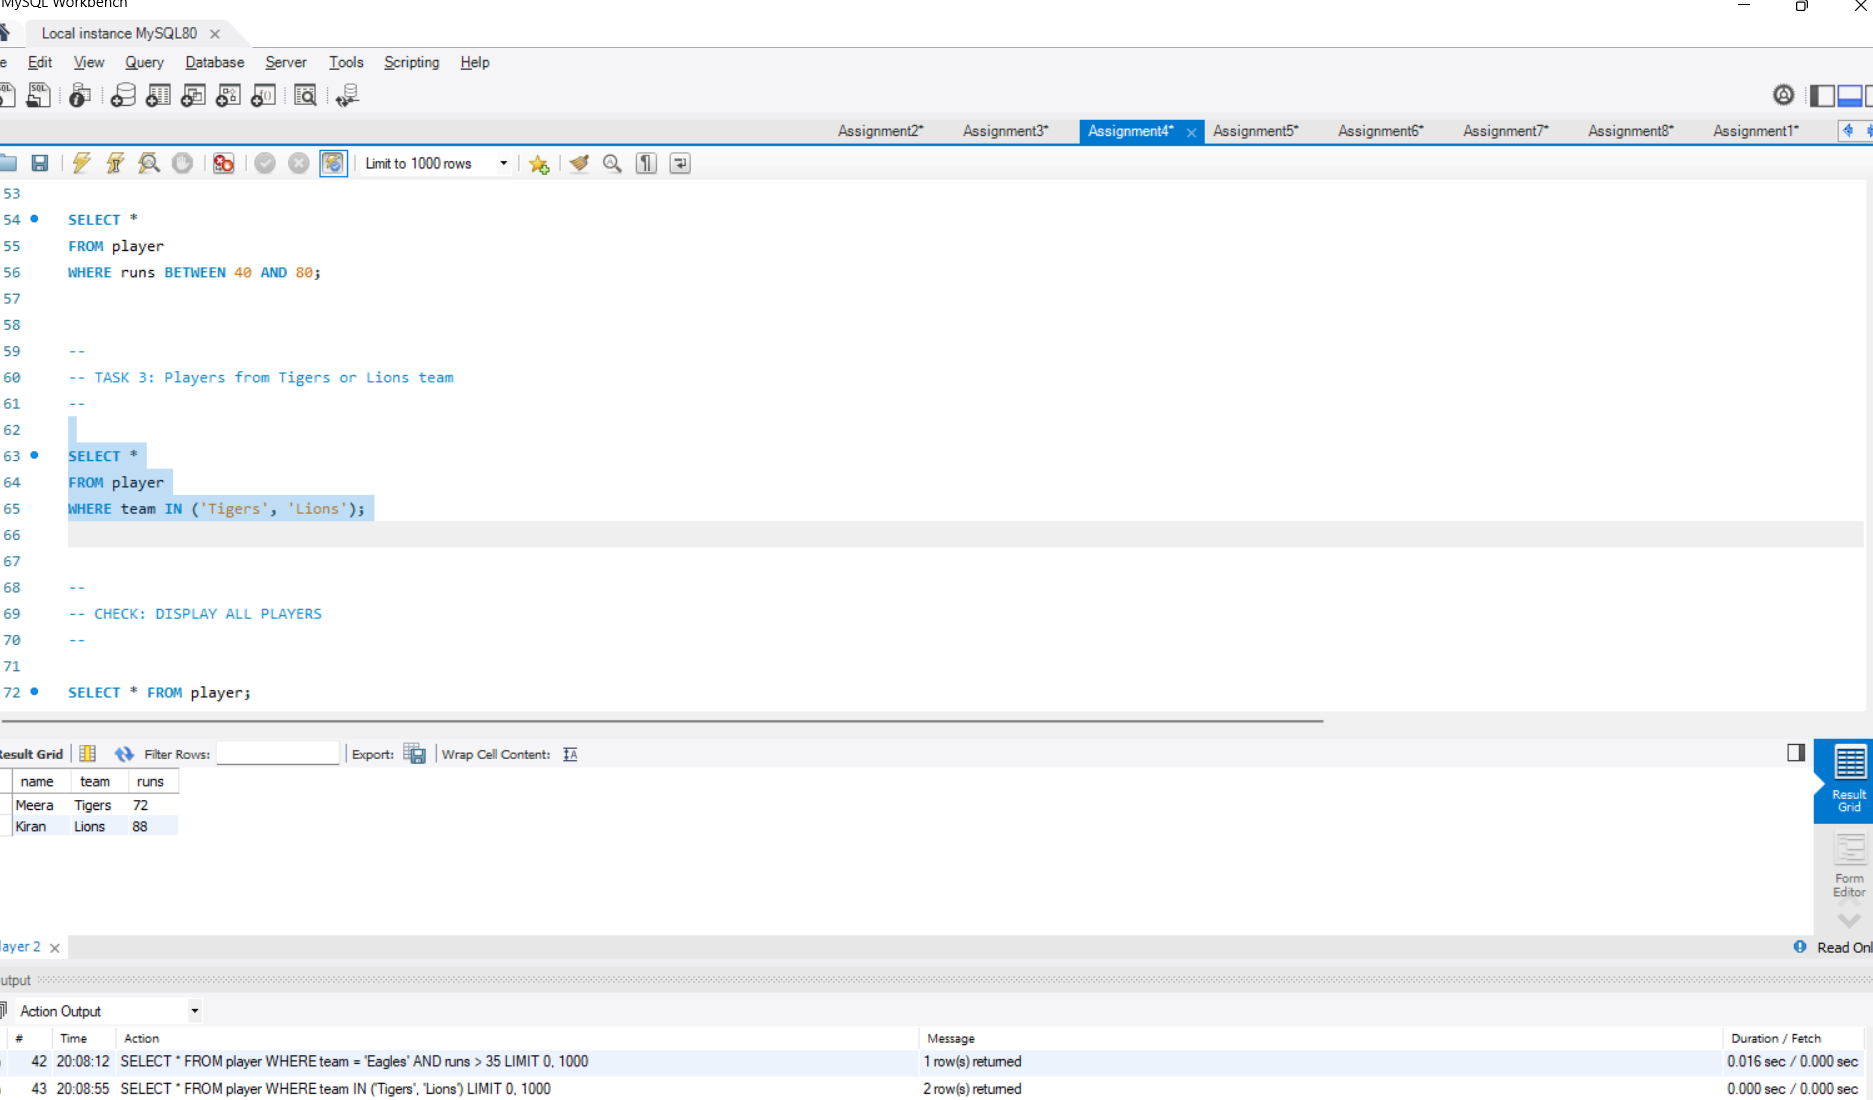 MySQL Workbench
Local instance MySQL80
Edit View Query Database Server Tools Scripting Help
Assignment2* Assignment3* Assignment4* Assignment5* Assignment6* Assignment7* Assignment8* Assignment1*
Limit to 1000 rows
53
54 SELECT *
55 FROM player
56 WHERE runs BETWEEN 40 AND 80;
57
58
59 --
60 -- TASK 3: Players from Tigers or Lions team
61 --
62
63 SELECT *
64 FROM player
65 WHERE team IN ('Tigers', 'Lions');
66
67
68 --
69 -- CHECK: DISPLAY ALL PLAYERS
70 --
71
72 SELECT * FROM player;
Result Grid Filter Rows: Export: Wrap Cell Content:
name team runs
Meera Tigers 72
Kiran Lions 88
Result
Grid
Form
Editor
layer 2 Read Onl
utput
Action Output
# Time Action Message Duration / Fetch
42 20:08:12 SELECT * FROM player WHERE team = 'Eagles' AND runs > 35 LIMIT 0, 1000 1 row(s) returned 0.016 sec / 0.000 sec
43 20:08:55 SELECT * FROM player WHERE team IN ('Tigers', 'Lions') LIMIT 0, 1000 2 row(s) returned 0.000 sec / 0.000 sec